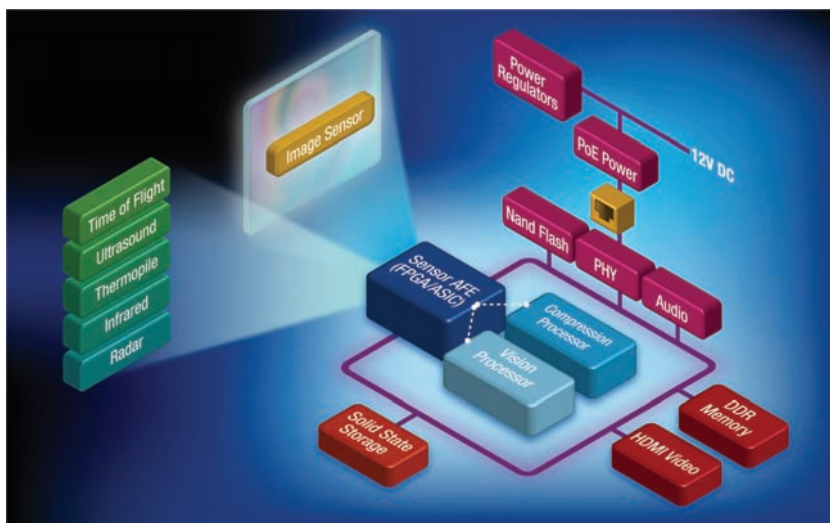 Power
Regulators
Image Sensor
PoE Power
12V DC
Time of Flight
Ultrasound
Thermopile
Infrared
Radar
Nand Flash
PHY
Audio
Sensor AFE
(FPGA/ASIC)
Compression
Processor
Vision
Processor
Solid State
Storage
DDR
Memory
HDMI Video